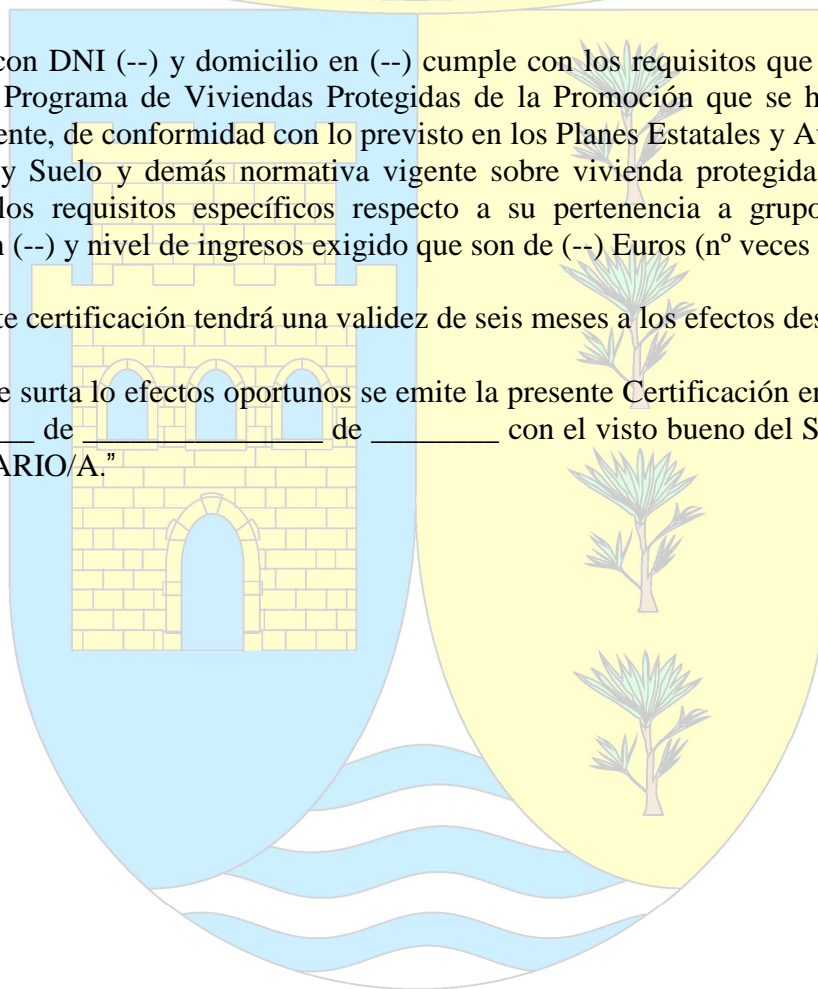 con DNI (--) y domicilio en (--) cumple con los requisitos que
Programa de Viviendas Protegidas de la Promoción que se h
ente, de conformidad con lo previsto en los Planes Estatales y A
y Suelo y demás normativa vigente sobre vivienda protegida
los requisitos específicos respecto a su pertenencia a grupo
(--) y nivel de ingresos exigido que son de (--) Euros (nº veces
te certificación tendrá una validez de seis meses a los efectos des
e surta lo efectos oportunos se emite la presente Certificación en
__ de _______________ de ________ con el visto bueno del S
ARIO/A.”